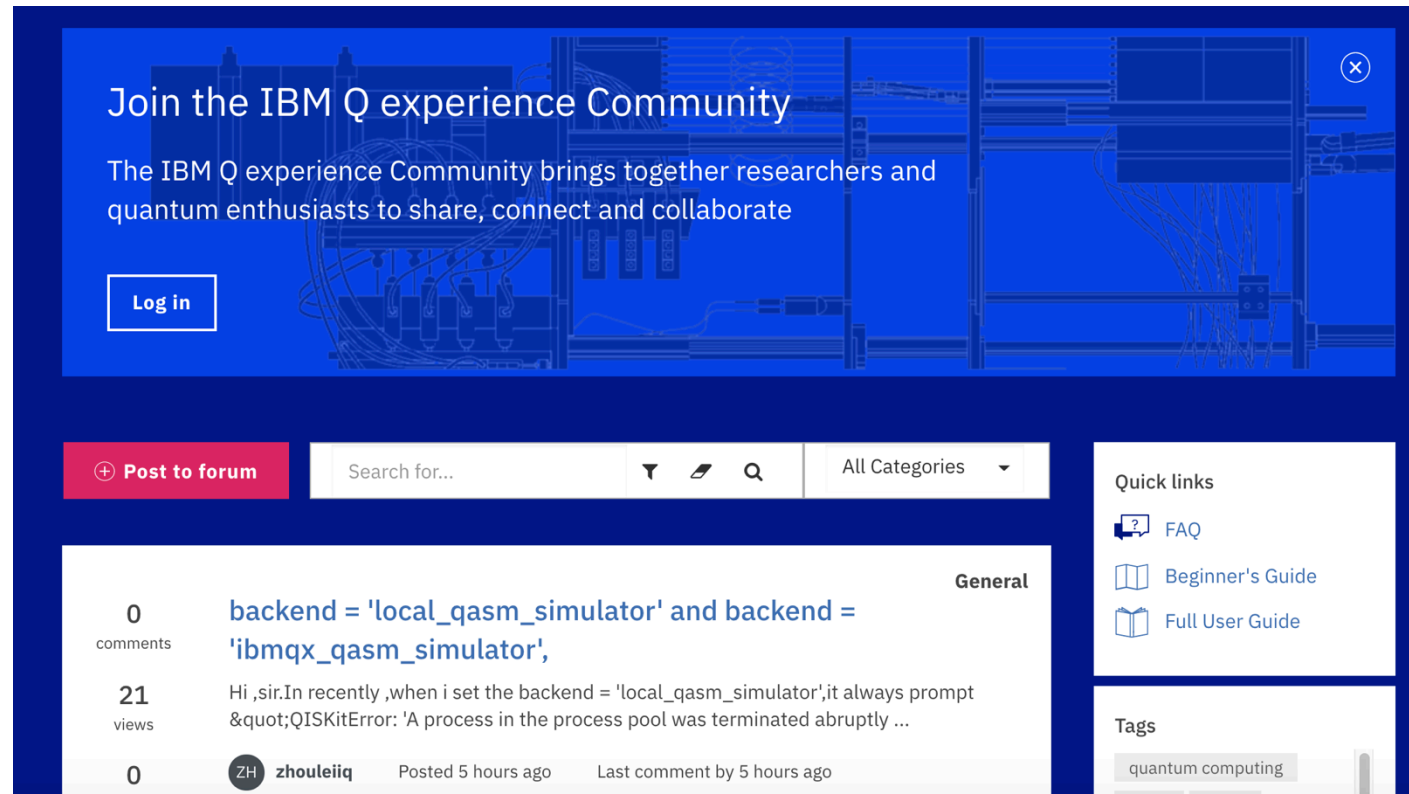 Join the IBM Q experience Community
The IBM Q experience Community brings together researchers and
quantum enthusiasts to share, connect and collaborate
Log in
Post to forum
Search for...
All Categories
General
0
comments
backend = 'local_qasm_simulator' and backend =
'ibmqx_qasm_simulator',
21
views
Hi ,sir.In recently ,when i set the backend = 'local_qasm_simulator',it always prompt
&quot;QISKitError: 'A process in the process pool was terminated abruptly ...
0
ZH zhouleiiq Posted 5 hours ago Last comment by 5 hours ago
Quick links
FAQ
Beginner's Guide
Full User Guide
Tags
quantum computing